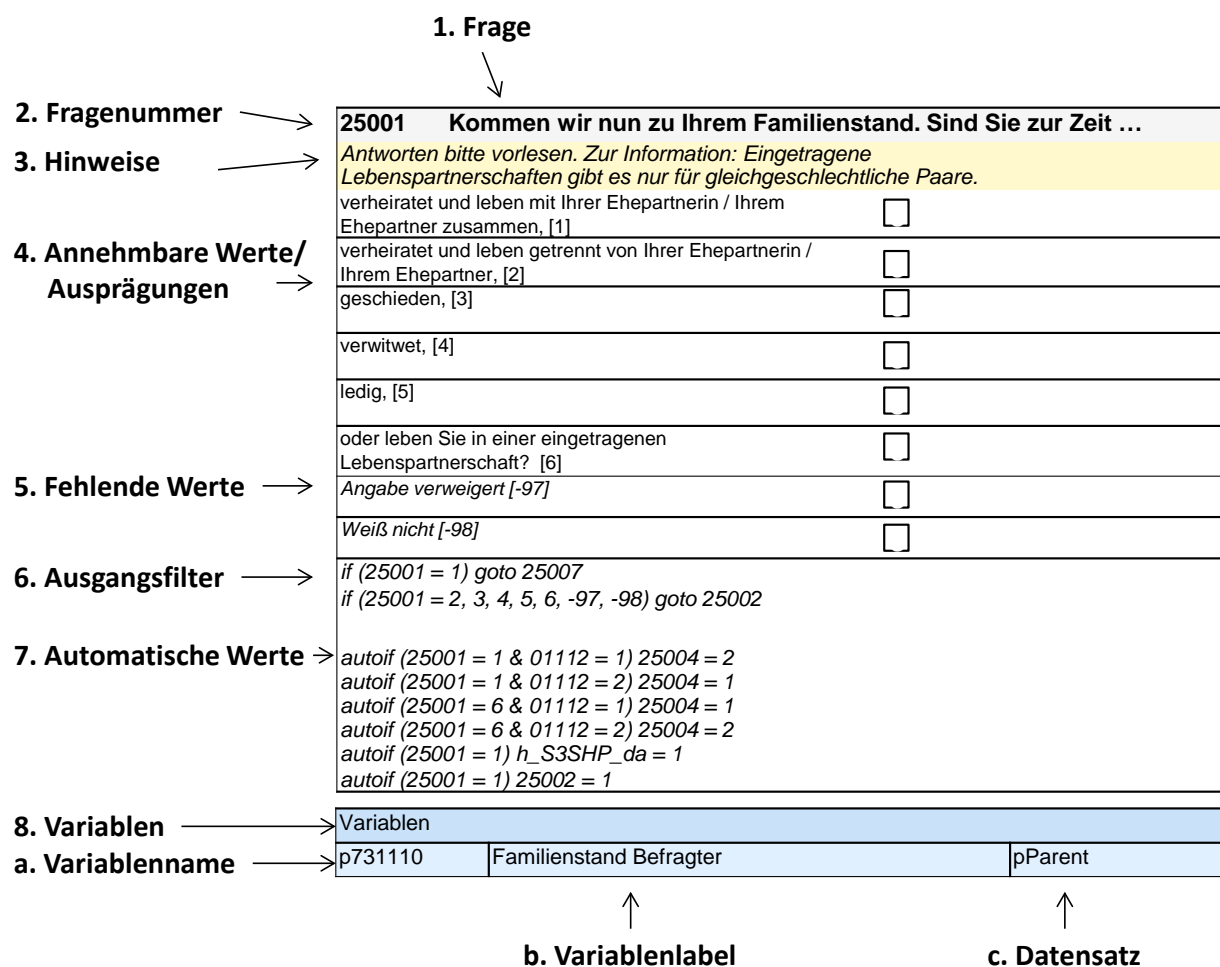 1. Frage
2. Fragenummer
25001 Kommen wir nun zu Ihrem Familienstand. Sind Sie zur Zeit …
3. Hinweise
Antworten bitte vorlesen. Zur Information: Eingetragene
Lebenspartnerschaften gibt es nur für gleichgeschlechtliche Paare.
verheiratet und leben mit Ihrer Ehepartnerin / Ihrem
Ehepartner zusammen, [1]
4. Annehmbare Werte/
Ausprägungen
verheiratet und leben getrennt von Ihrer Ehepartnerin /
Ihrem Ehepartner, [2]
geschieden, [3]
verwitwet, [4]
ledig, [5]
oder leben Sie in einer eingetragenen
Lebenspartnerschaft? [6]
5. Fehlende Werte
Angabe verweigert [-97]
Weiß nicht [-98]
6. Ausgangsfilter
if (25001 = 1) goto 25007
if (25001 = 2, 3, 4, 5, 6, -97, -98) goto 25002
7. Automatische Werte
autoif (25001 = 1 & 01112 = 1) 25004 = 2
autoif (25001 = 1 & 01112 = 2) 25004 = 1
autoif (25001 = 6 & 01112 = 1) 25004 = 1
autoif (25001 = 6 & 01112 = 2) 25004 = 2
autoif (25001 = 1) h_S3SHP_da = 1
autoif (25001 = 1) 25002 = 1
8. Variablen
Variablen
a. Variablenname
p731110 Familienstand Befragter pParent
b. Variablenlabel
c. Datensatz